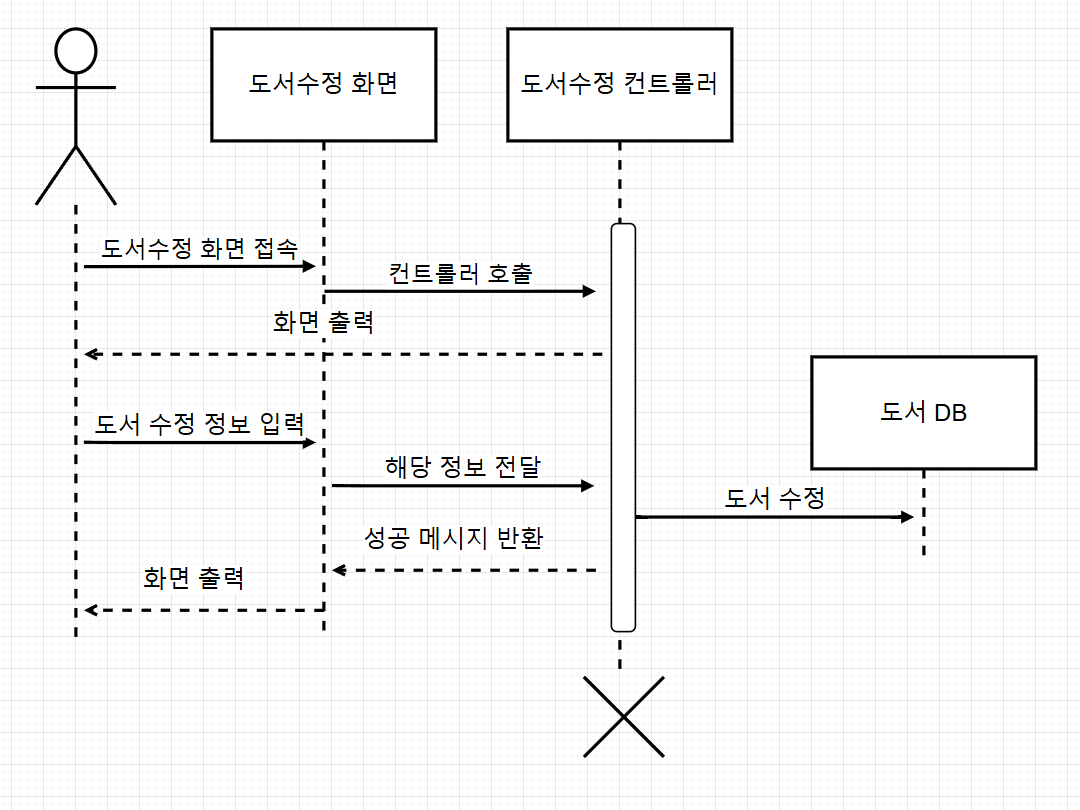 도서수정 화면
도서수정 컨트롤러
도서수정 화면 접속
컨트롤러 호출
화면 출력
도서 DB
도서 수정 정보 입력
해당 정보 전달
도서 수정
성공 메시지 반환
화면 출력